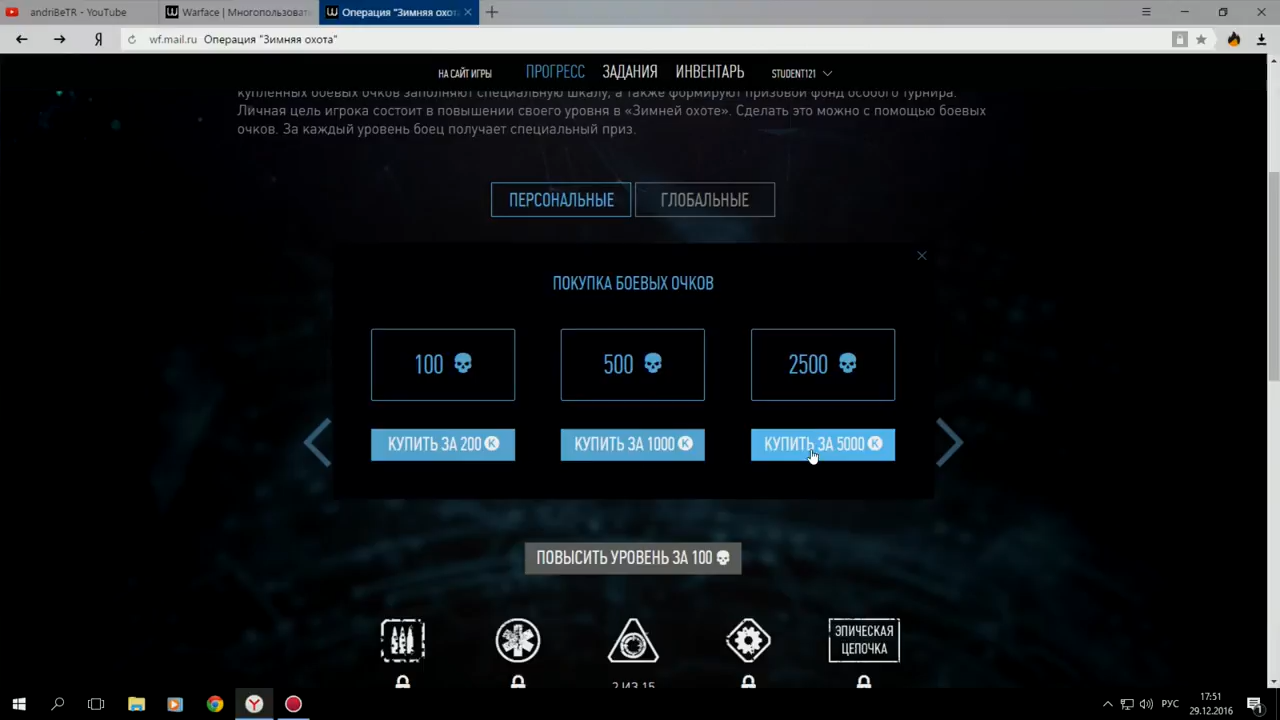 andriBeTR - YouTube
Warface | Многопользоват
Операция "Зимняя охо
wf.mail.ru Операция "Зимняя охота"
НА САЙТ ИГРЫ
ПРОГРЕСС
ЗАДАНИЯ
ИНВЕНТАРЬ
STUDENT121
купленных боевых очков заполняют специальную шкалу, а также формируют призовой фонд особого турнира.
Личная цель игрока состоит в повышении своего уровня в «Зимней охоте». Сделать это можно с помощью боевых
очков. За каждый уровень боец получает специальный приз.
ПЕРСОНАЛЬНЫЕ
ГЛОБАЛЬНЫЕ
ПОКУПКА БОЕВЫХ ОЧКОВ
100
500
2500
КУПИТЬ ЗА 200 K
КУПИТЬ ЗА 1000 K
КУПИТЬ ЗА 5000 K
ПОВЫСИТЬ УРОВЕНЬ ЗА 100
ЭПИЧЕСКАЯ
ЦЕПОЧКА
2 ИЗ 15
РУС
17:51
29.12.2016